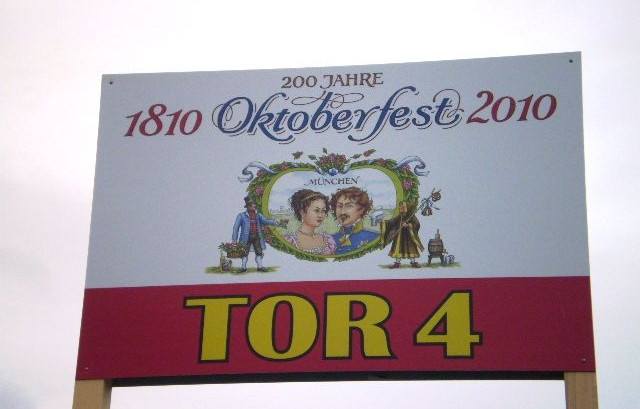 200 JAHRE
1810 Oktoberfest 2010
MÜNCHEN
TOR 4